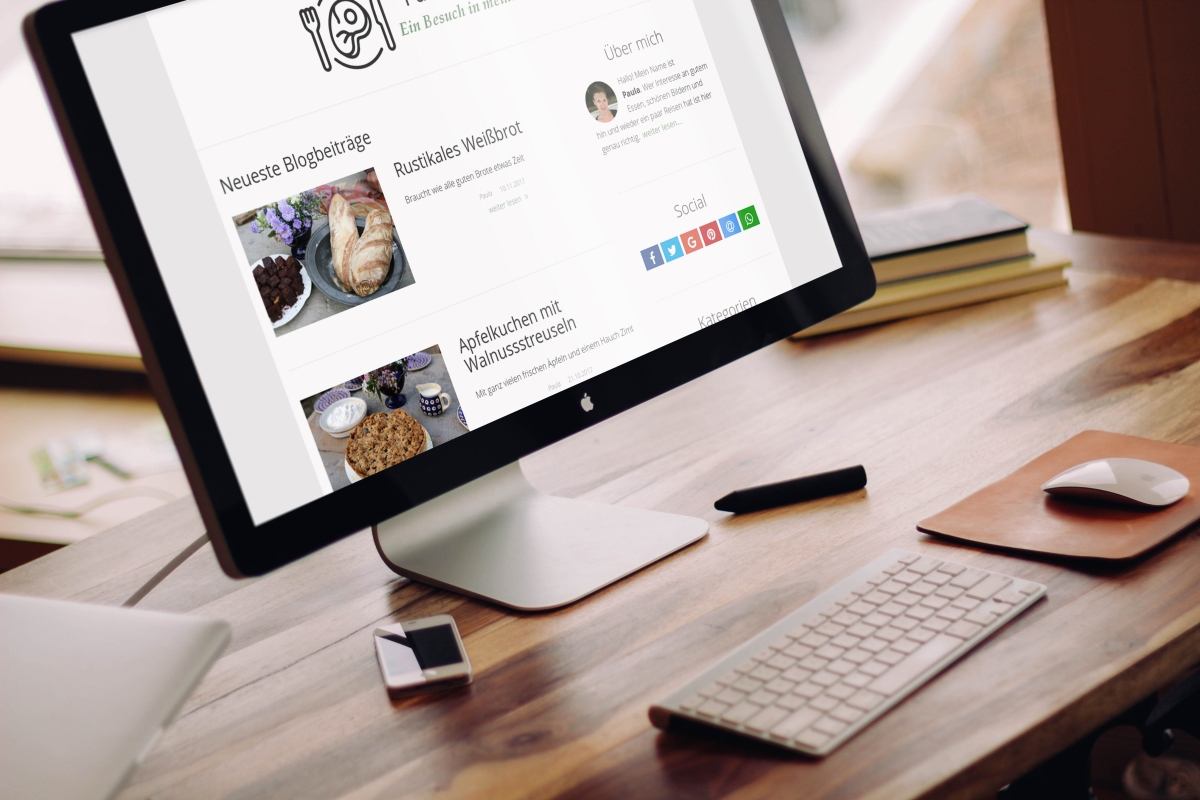 Ein Besuch in
Neueste Blogbeiträge
Rustikales Weißbrot
Braucht wie alle guten Brote etwas Zeit
Paula 10.11.2017
weiter lesen »
Apfelkuchen mit
Walnussstreuseln
Mit ganz vielen frischen Äpfeln und einem Hauch Zimt
Paula 21.10.2017
Über mich
Hallo! Mein Name ist
Paula. Wer Interesse an gutem
Essen, schönen Bildern und
hin und wieder ein paar Reisen hat ist hier
genau richtig. weiter lesen...
Social
Kategorien